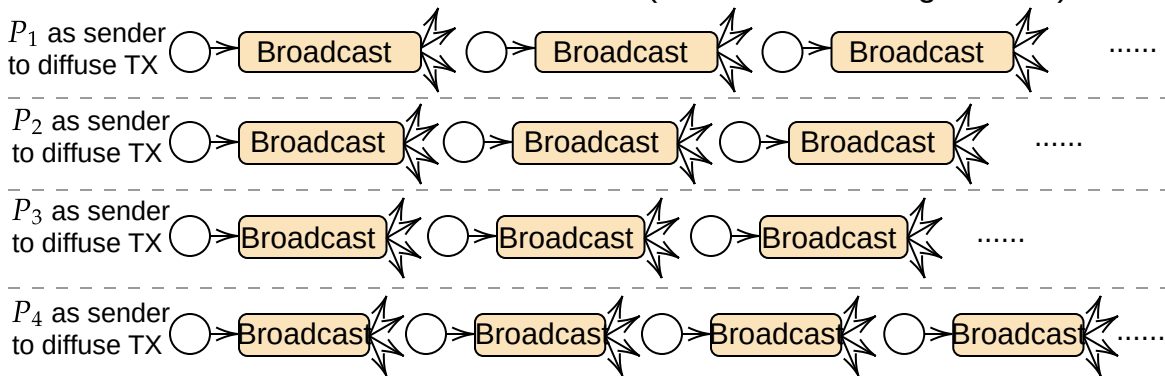 P1 as sender
to diffuse TX
Broadcast Broadcast Broadcast ......
P2 as sender
to diffuse TX
Broadcast Broadcast Broadcast ......
P3 as sender
to diffuse TX
Broadcast Broadcast Broadcast ......
P4 as sender
to diffuse TX
Broadcast Broadcast Broadcast Broadcast ......